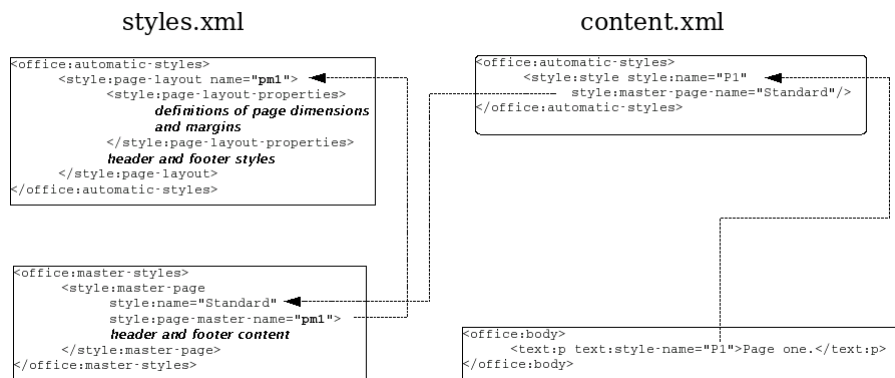 styles.xml
<office:automatic-styles>
<style:page-layout name="pm1">
<style:page-layout-properties>
definitions of page dimensions
and margins
</style:page-layout-properties>
header and footer styles
</style:page-layout>
</office:automatic-styles>
<office:master-styles>
<style:master-page
style:name="Standard"
style:page-master-name="pm1">
header and footer content
</style:master-page>
</office:master-styles>
content.xml
<office:automatic-styles>
<style:style style:name="P1"
style:master-page-name="Standard"/>
</office:automatic-styles>
<office:body>
<text:p text:style-name="P1">Page one.</text:p>
</office:body>